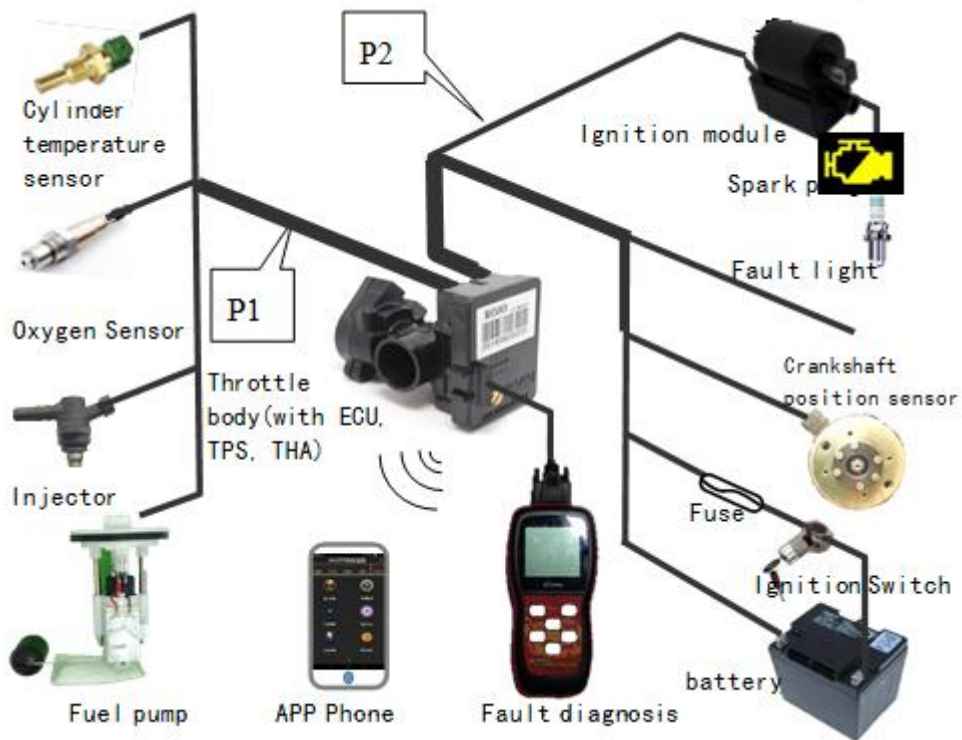 P2
Cylinder
temperature
sensor
Ignition module
Spark p
Fault light
P1
Oxygen Sensor
Throttle
body(with ECU,
TPS, THA)
Crankshaft
position sensor
Injector
Fuse
Ignition Switch
battery
Fuel pump
APP Phone
Fault diagnosis